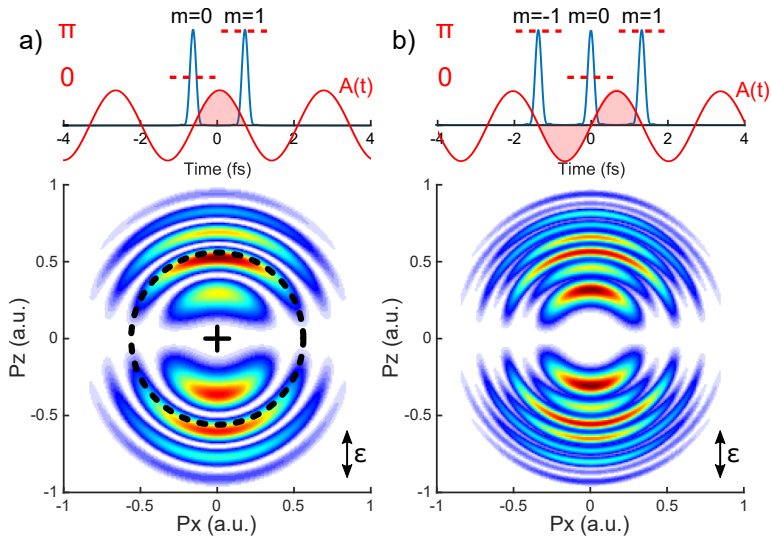 a)
π
0
m=0 m=1
A(t)
-4 -2 0 2 4
Time (fs)
1
0.5
0
-0.5
-1
Pz (a.u.)
ε
-1 -0.5 0 0.5 1
Px (a.u.)
b)
π
0
m=-1 m=0 m=1
A(t)
-4 -2 0 2 4
Time (fs)
1
0.5
0
-0.5
-1
Pz (a.u.)
ε
-1 -0.5 0 0.5 1
Px (a.u.)